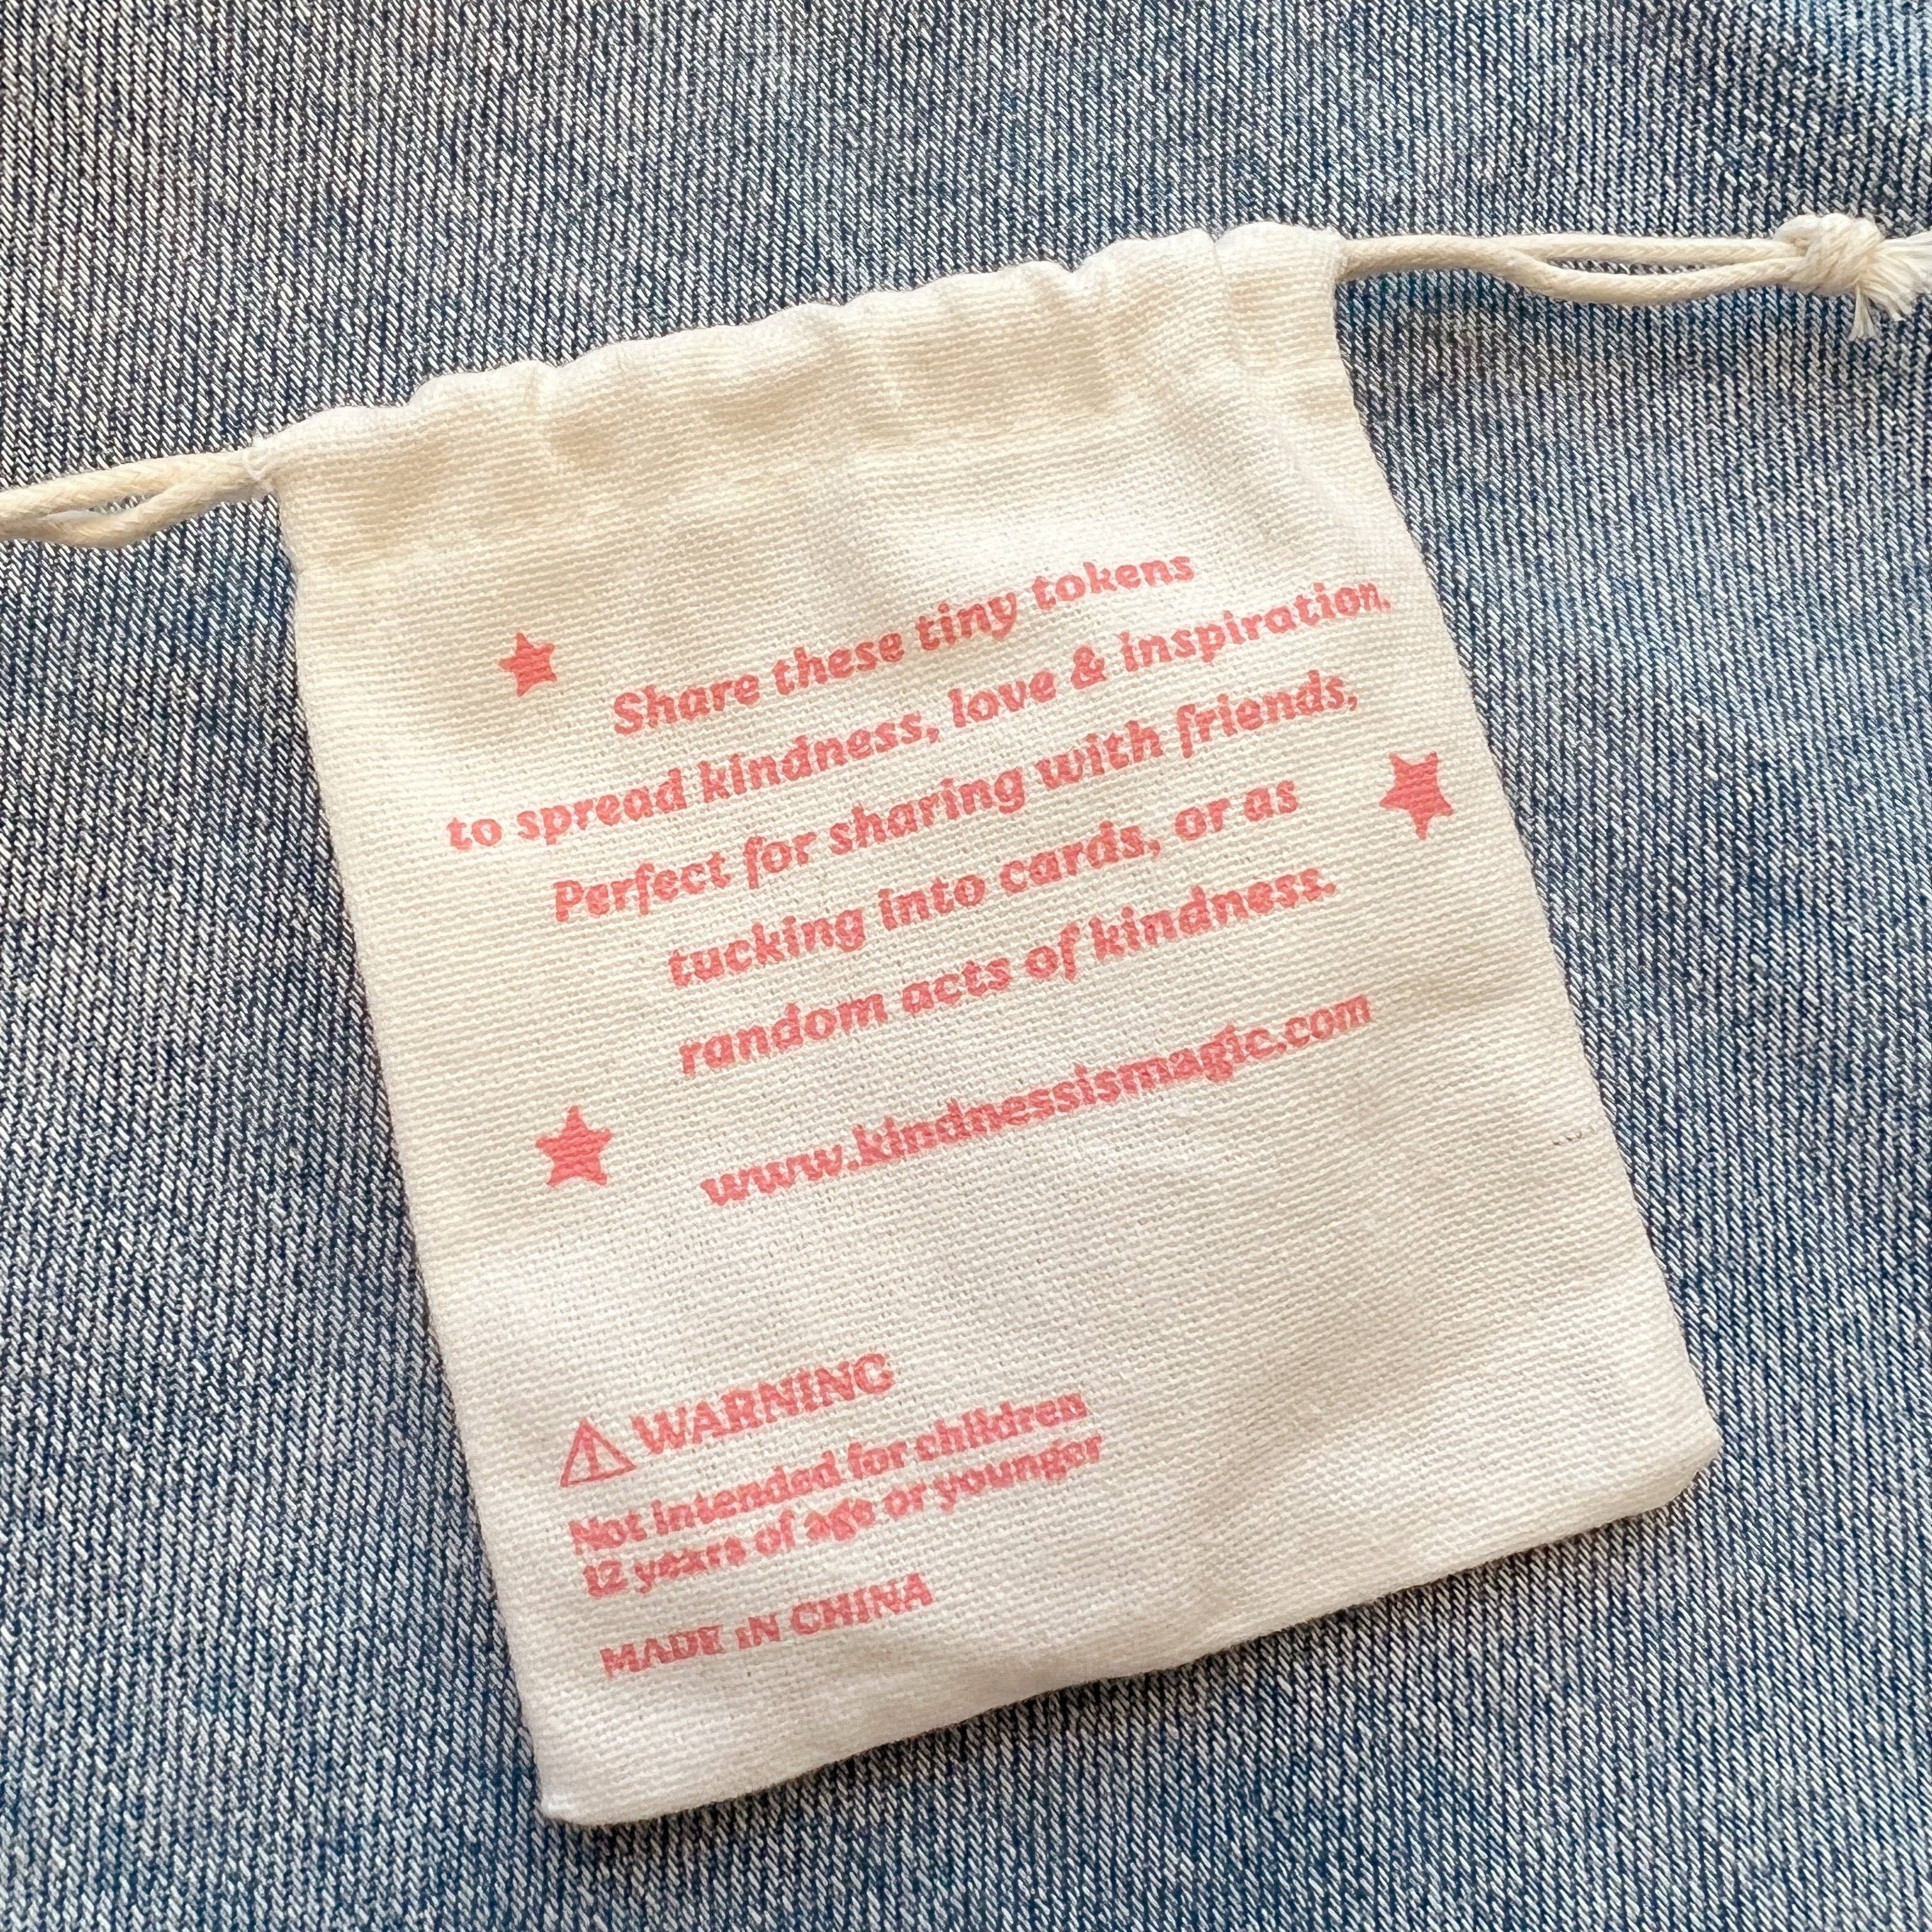 Share these tiny tokens
to spread kindness, love & inspiration.
Perfect for sharing with friends,
tucking into cards, or as
random acts of kindness.
www.kindnessismagic.com
WARNING
Not intended for children
12 years of age or younger
MADE IN CHINA